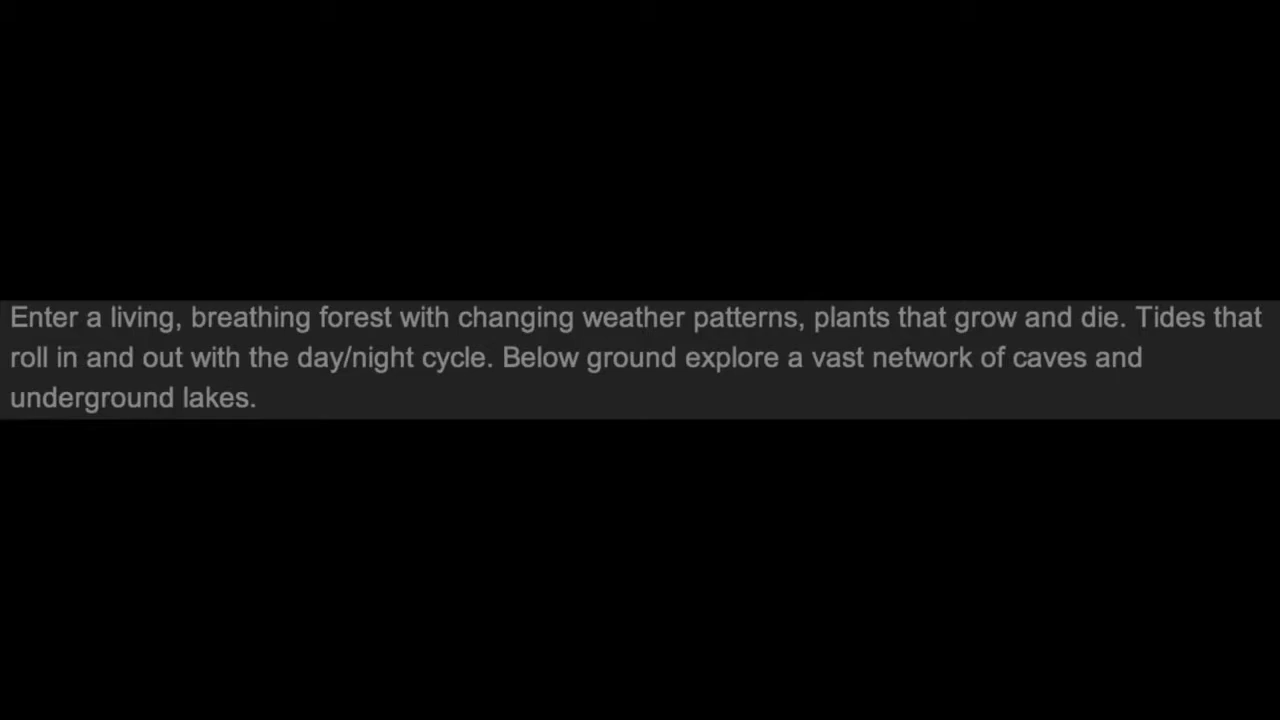 Enter a living, breathing forest with changing weather patterns, plants that grow and die. Tides that
roll in and out with the day/night cycle. Below ground explore a vast network of caves and
underground lakes.